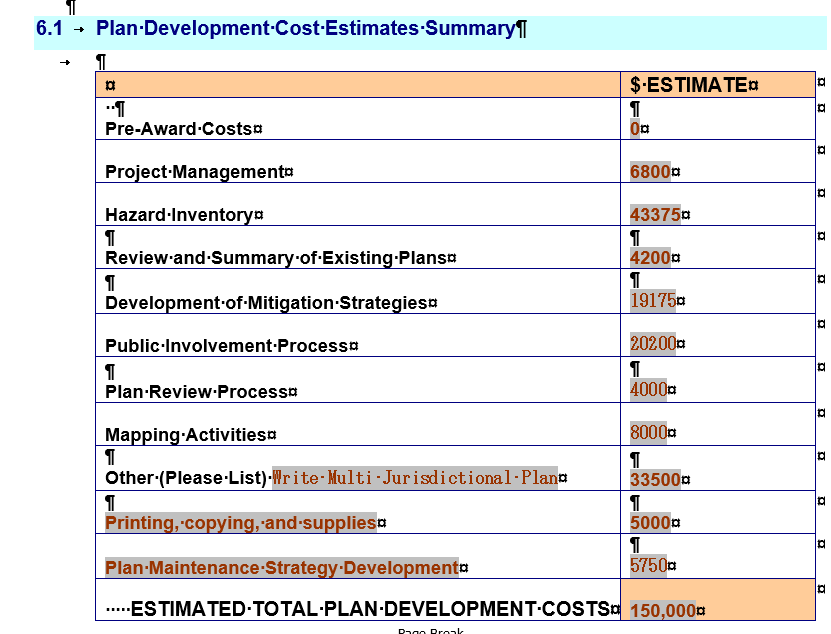 6.1 Plan Development Cost Estimates Summary
$ ESTIMATE
Pre-Award Costs 0
Project Management 6800
Hazard Inventory 43375
Review and Summary of Existing Plans 4200
Development of Mitigation Strategies 19175
Public Involvement Process 20200
Plan Review Process 4000
Mapping Activities 8000
Other (Please List) Write Multi Jurisdictional Plan 33500
Printing, copying, and supplies 5000
Plan Maintenance Strategy Development 5750
ESTIMATED TOTAL PLAN DEVELOPMENT COSTS 150,000
Page Break